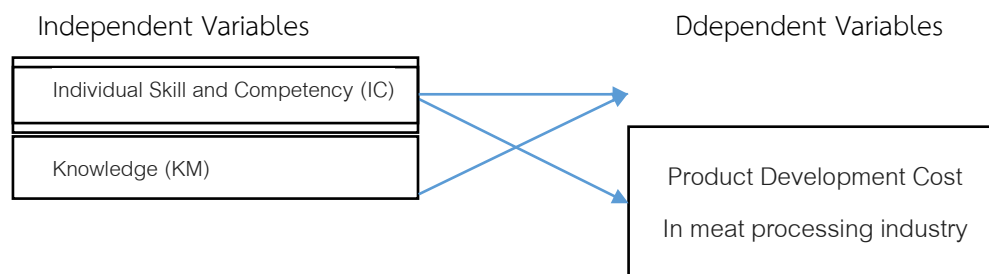 Independent Variables
Ddependent Variables
Individual Skill and Competency (IC)
Knowledge (KM)
Product Development Cost
In meat processing industry